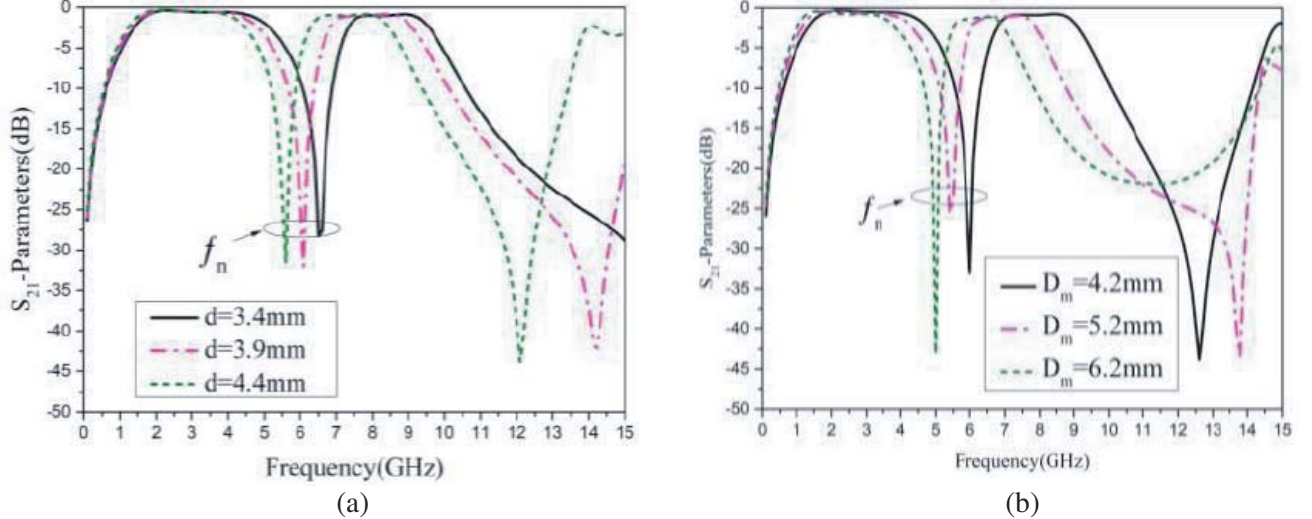 0
-5
-10
-15
-20
-25
-30
-35
-40
-45
-50
S21-Parameters(dB)
fn
d=3.4mm
d=3.9mm
d=4.4mm
0 1 2 3 4 5 6 7 8 9 10 11 12 13 14 15
Frequency(GHz)
(a)
0
-5
-10
-15
-20
-25
-30
-35
-40
-45
-50
S21-Parameters(dB)
fn
Dm=4.2mm
Dm=5.2mm
Dm=6.2mm
0 1 2 3 4 5 6 7 8 9 10 11 12 13 14 15
Frequency(GHz)
(b)